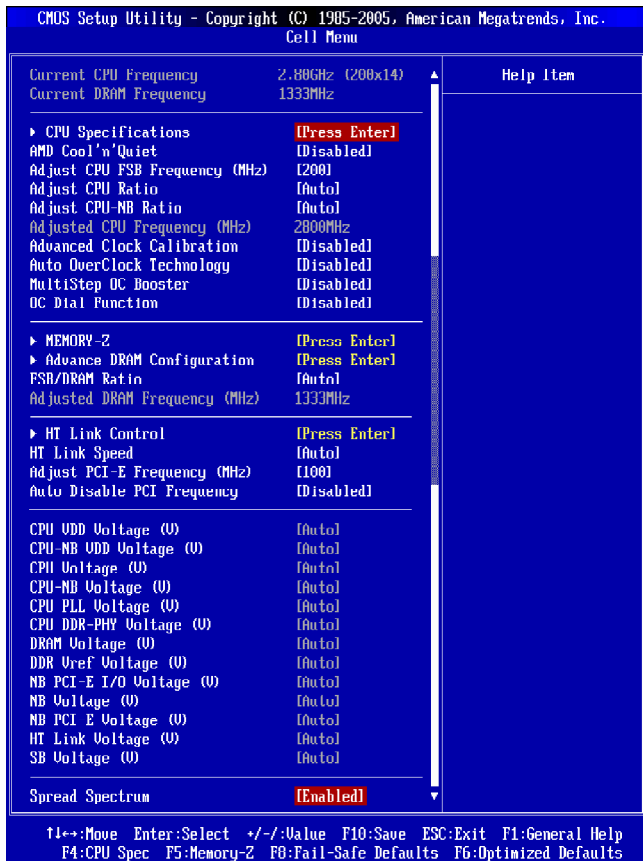 CMOS Setup Utility - Copyright (C) 1985-2005, American Megatrends, Inc.
Cell Menu
Current CPU Frequency 2.80GHz (200x14)
Current DRAM Frequency 1333MHz
Help Item
▸ CPU Specifications [Press Enter]
AMD Cool'n'Quiet [Disabled]
Adjust CPU FSB Frequency (MHz) [200]
Adjust CPU Ratio [Auto]
Adjust CPU-NB Ratio [Auto]
Adjusted CPU Frequency (MHz) 2800MHz
Advanced Clock Calibration [Disabled]
Auto OverClock Technology [Disabled]
MultiStep OC Booster [Disabled]
OC Dial Function [Disabled]
▸ MEMORY-Z [Press Enter]
▸ Advance DRAM Configuration [Press Enter]
FSB/DRAM Ratio [Auto]
Adjusted DRAM Frequency (MHz) 1333MHz
▸ HT Link Control [Press Enter]
HT Link Speed [Auto]
Adjust PCI-E Frequency (MHz) [100]
Auto Disable PCI Frequency [Disabled]
CPU VDD Voltage (V) [Auto]
CPU-NB VDD Voltage (V) [Auto]
CPU Voltage (V) [Auto]
CPU-NB Voltage (V) [Auto]
CPU PLL Voltage (V) [Auto]
CPU DDR-PHY Voltage (V) [Auto]
DRAM Voltage (V) [Auto]
DDR Vref Voltage (V) [Auto]
NB PCI-E I/O Voltage (V) [Auto]
NB Voltage (V) [Auto]
NB PCI E Voltage (V) [Auto]
HT Link Voltage (V) [Auto]
SB Voltage (V) [Auto]
Spread Spectrum [Enabled]
↑↓←→:Move Enter:Select +/-/:Value F10:Save ESC:Exit F1:General Help
F4:CPU Spec F5:Memory-Z F8:Fail-Safe Defaults F6:Optimized Defaults